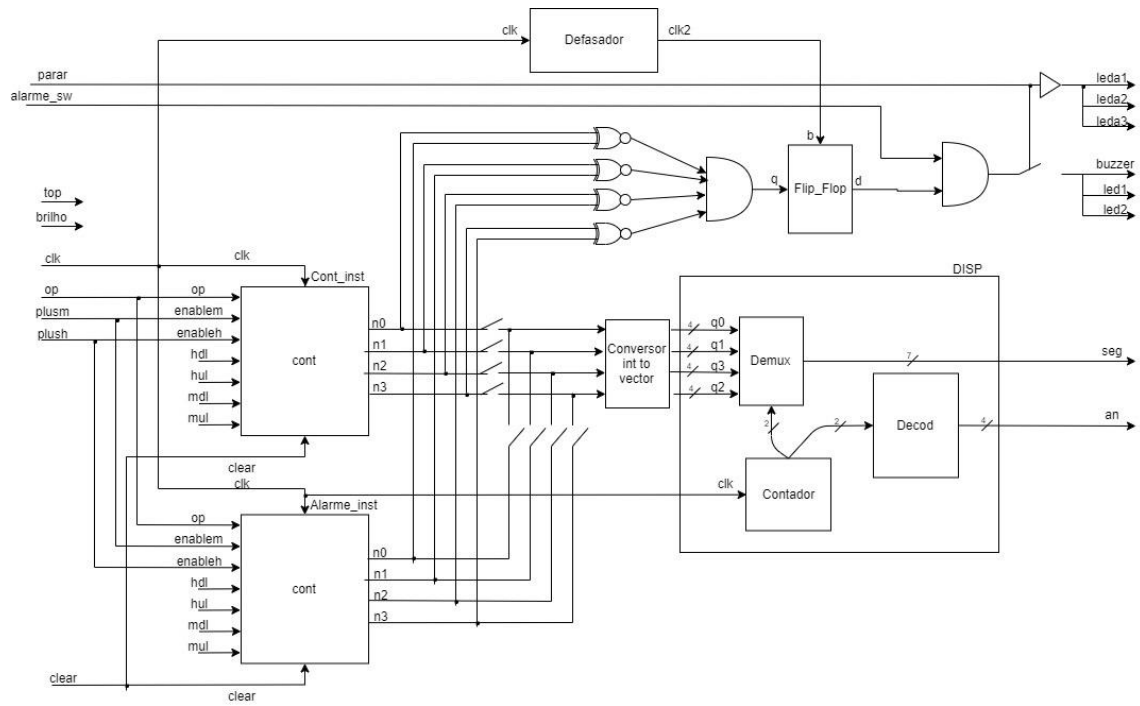 clk
Defasador
clk2
parar
alarme_sw
leda1
leda2
leda3
b
top
brilho
q
Flip_Flop
d
buzzer
led1
led2
clk
clk
Cont_inst
DISP
op
op
plusm
enablem
plush
enableh
hdl
hul
mdl
mul
cont
n0
n1
n2
n3
Conversor
int to
vector
4
q0
4
q1
4
q3
4
q2
Demux
7
seg
2
2
Decod
4
an
clear
clk
clk
Contador
Alarme_inst
op
enablem
enableh
hdl
hul
mdl
mul
cont
n0
n1
n2
n3
clear
clear